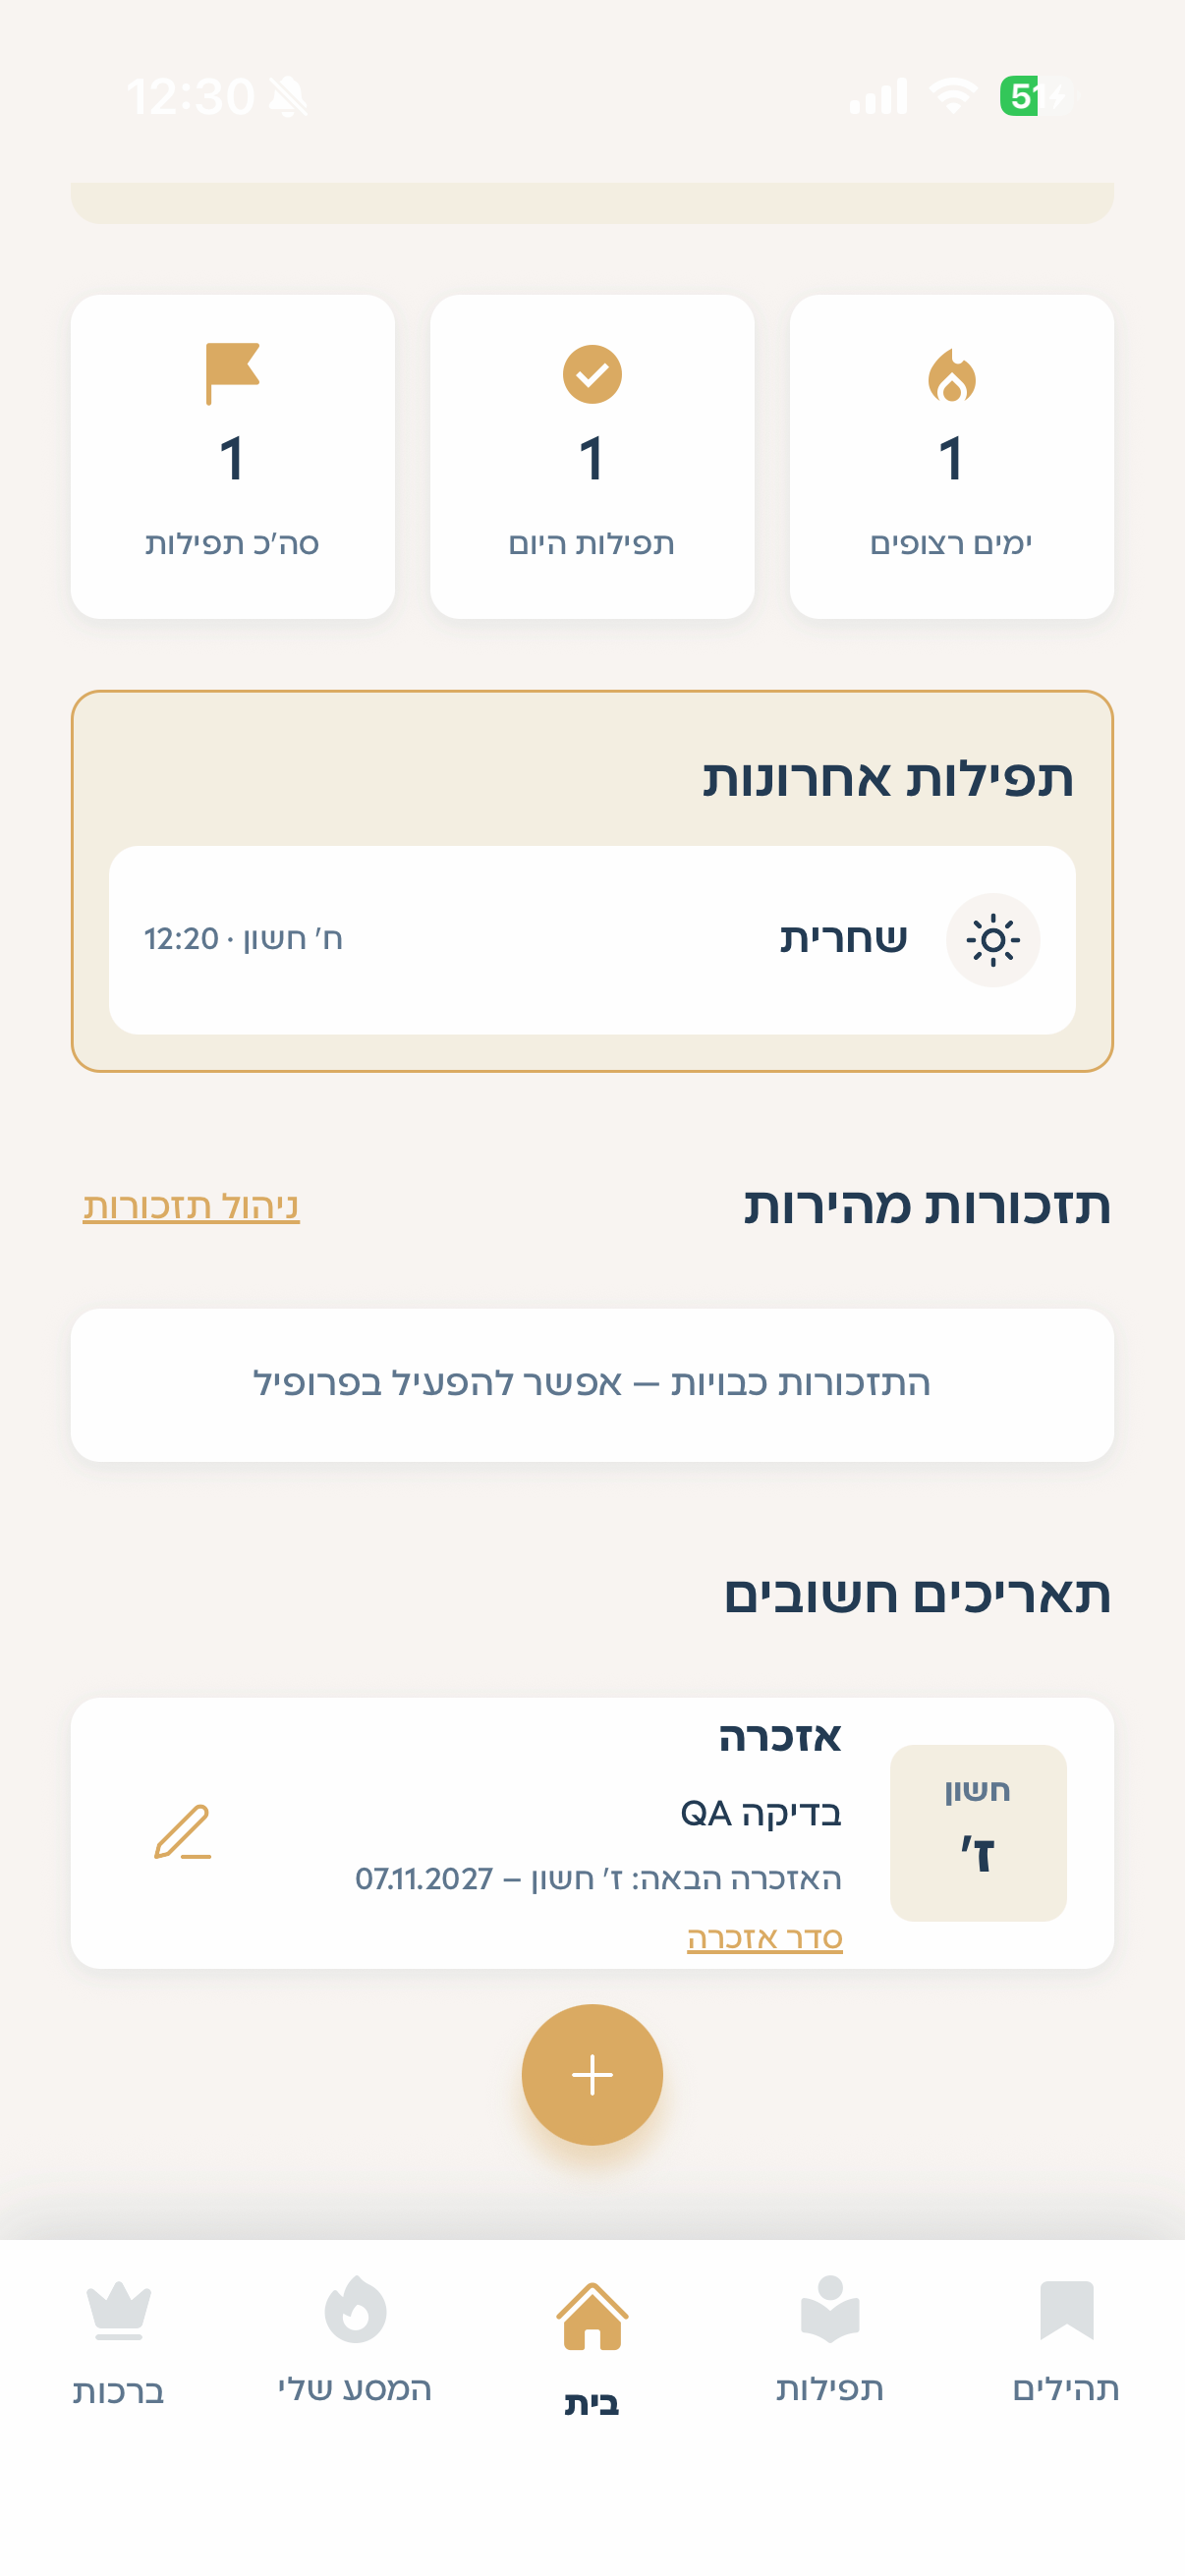 12:30
51
1
ימים רצופים
1
תפילות היום
1
סה'כ תפילות
תפילות אחרונות
שחרית
ח' חשון · 12:20
תזכורות מהירות
ניהול תזכורות
התזכורות כבויות — אפשר להפעיל בפרופיל
תאריכים חשובים
חשון
ז'
אזכרה
בדיקה QA
האזכרה הבאה: ז' חשון – 07.11.2027
סדר אזכרה
תהילים
תפילות
בית
המסע שלי
ברכות